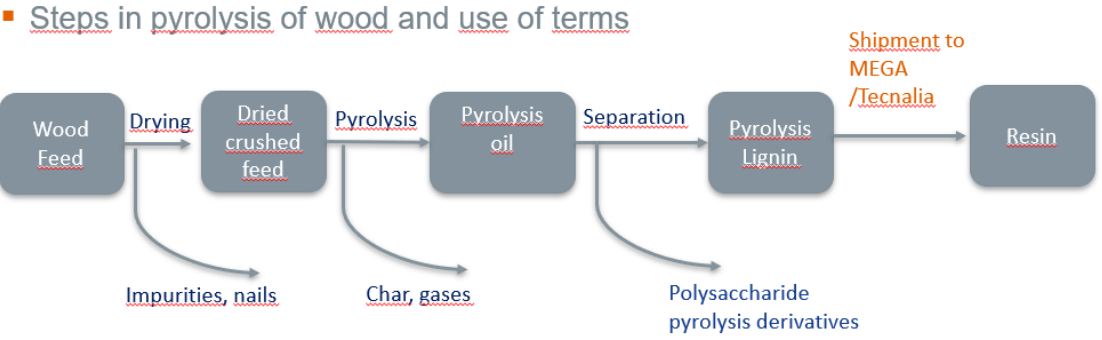 Steps in pyrolysis of wood and use of terms
Shipment to
MEGA
/Tecnalia
Wood
Feed
Drying
Dried
crushed
feed
Pyrolysis
Pyrolysis
oil
Separation
Pyrolysis
Lignin
Resin
Impurities, nails
Char, gases
Polysaccharide
pyrolysis derivatives